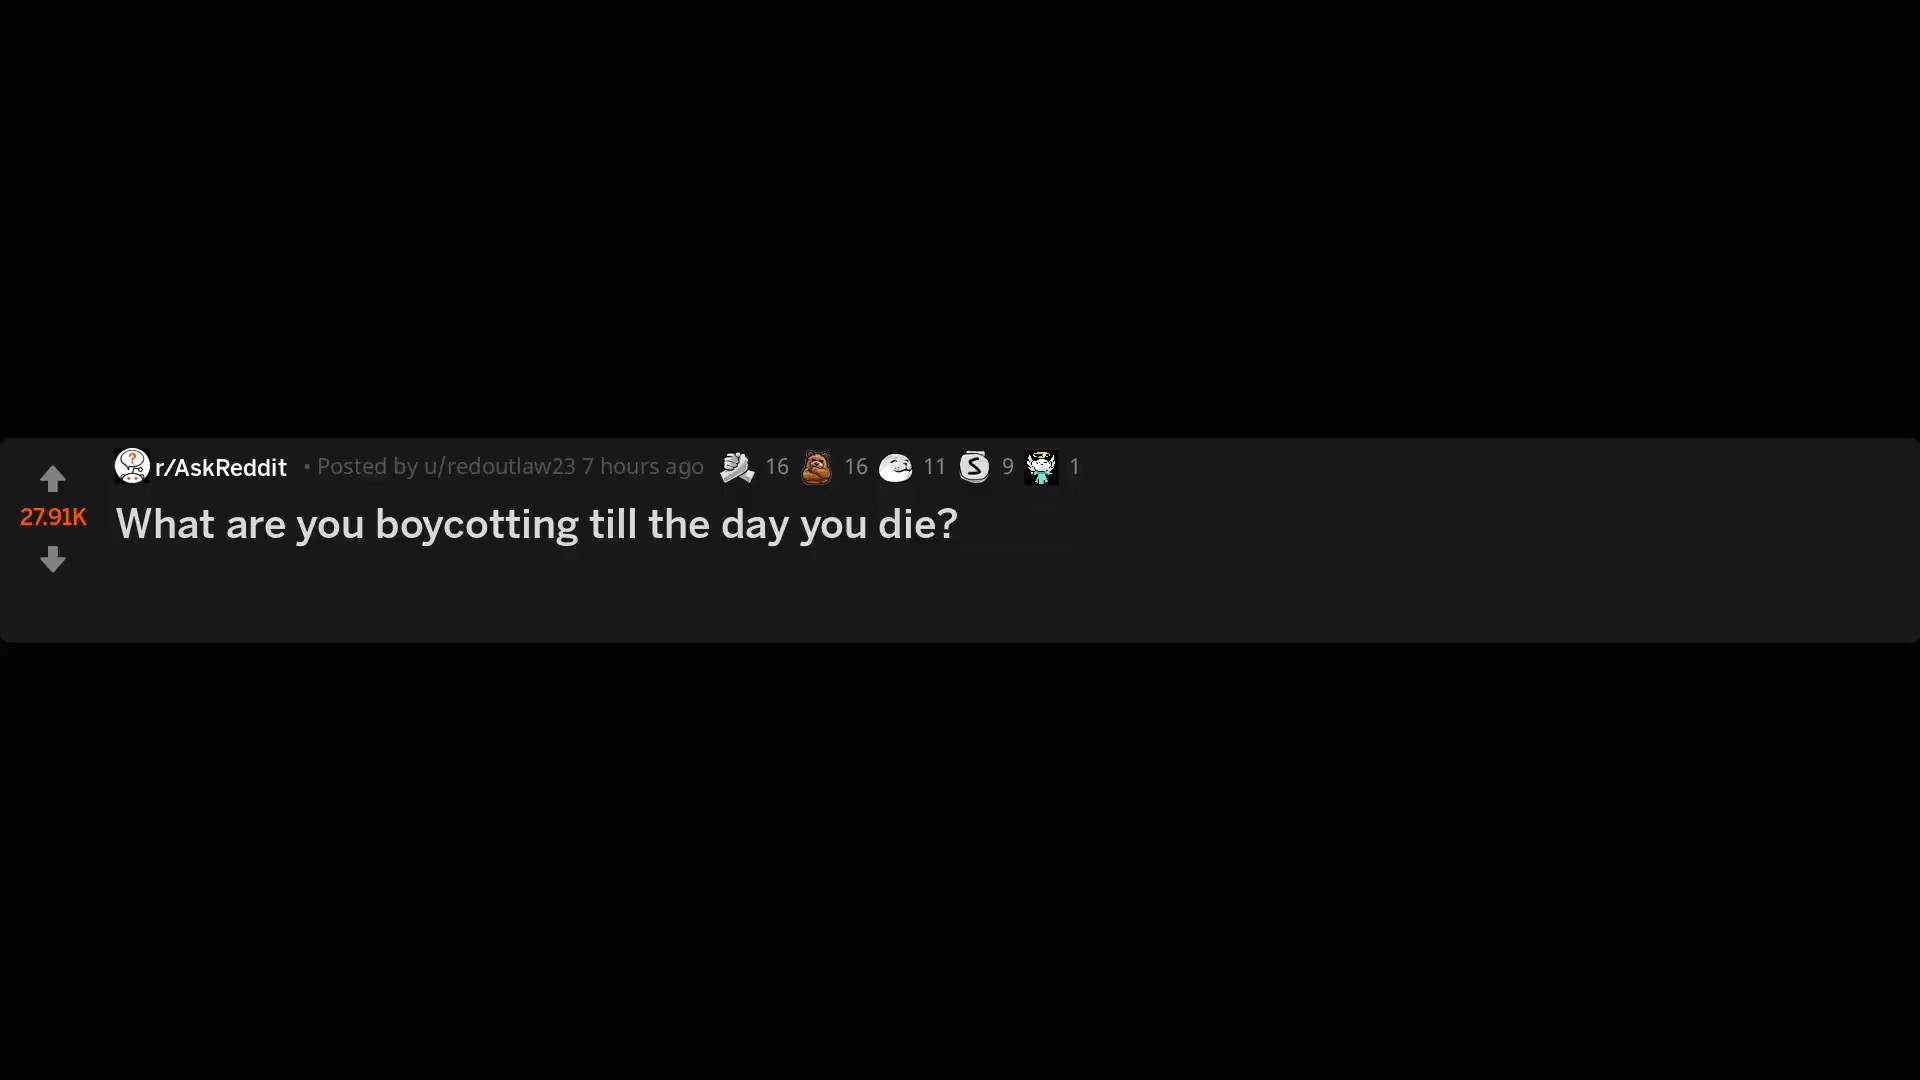 r/AskReddit • Posted by u/redoutlaw23 7 hours ago 16 16 11 S 9 1
27.91K
What are you boycotting till the day you die?